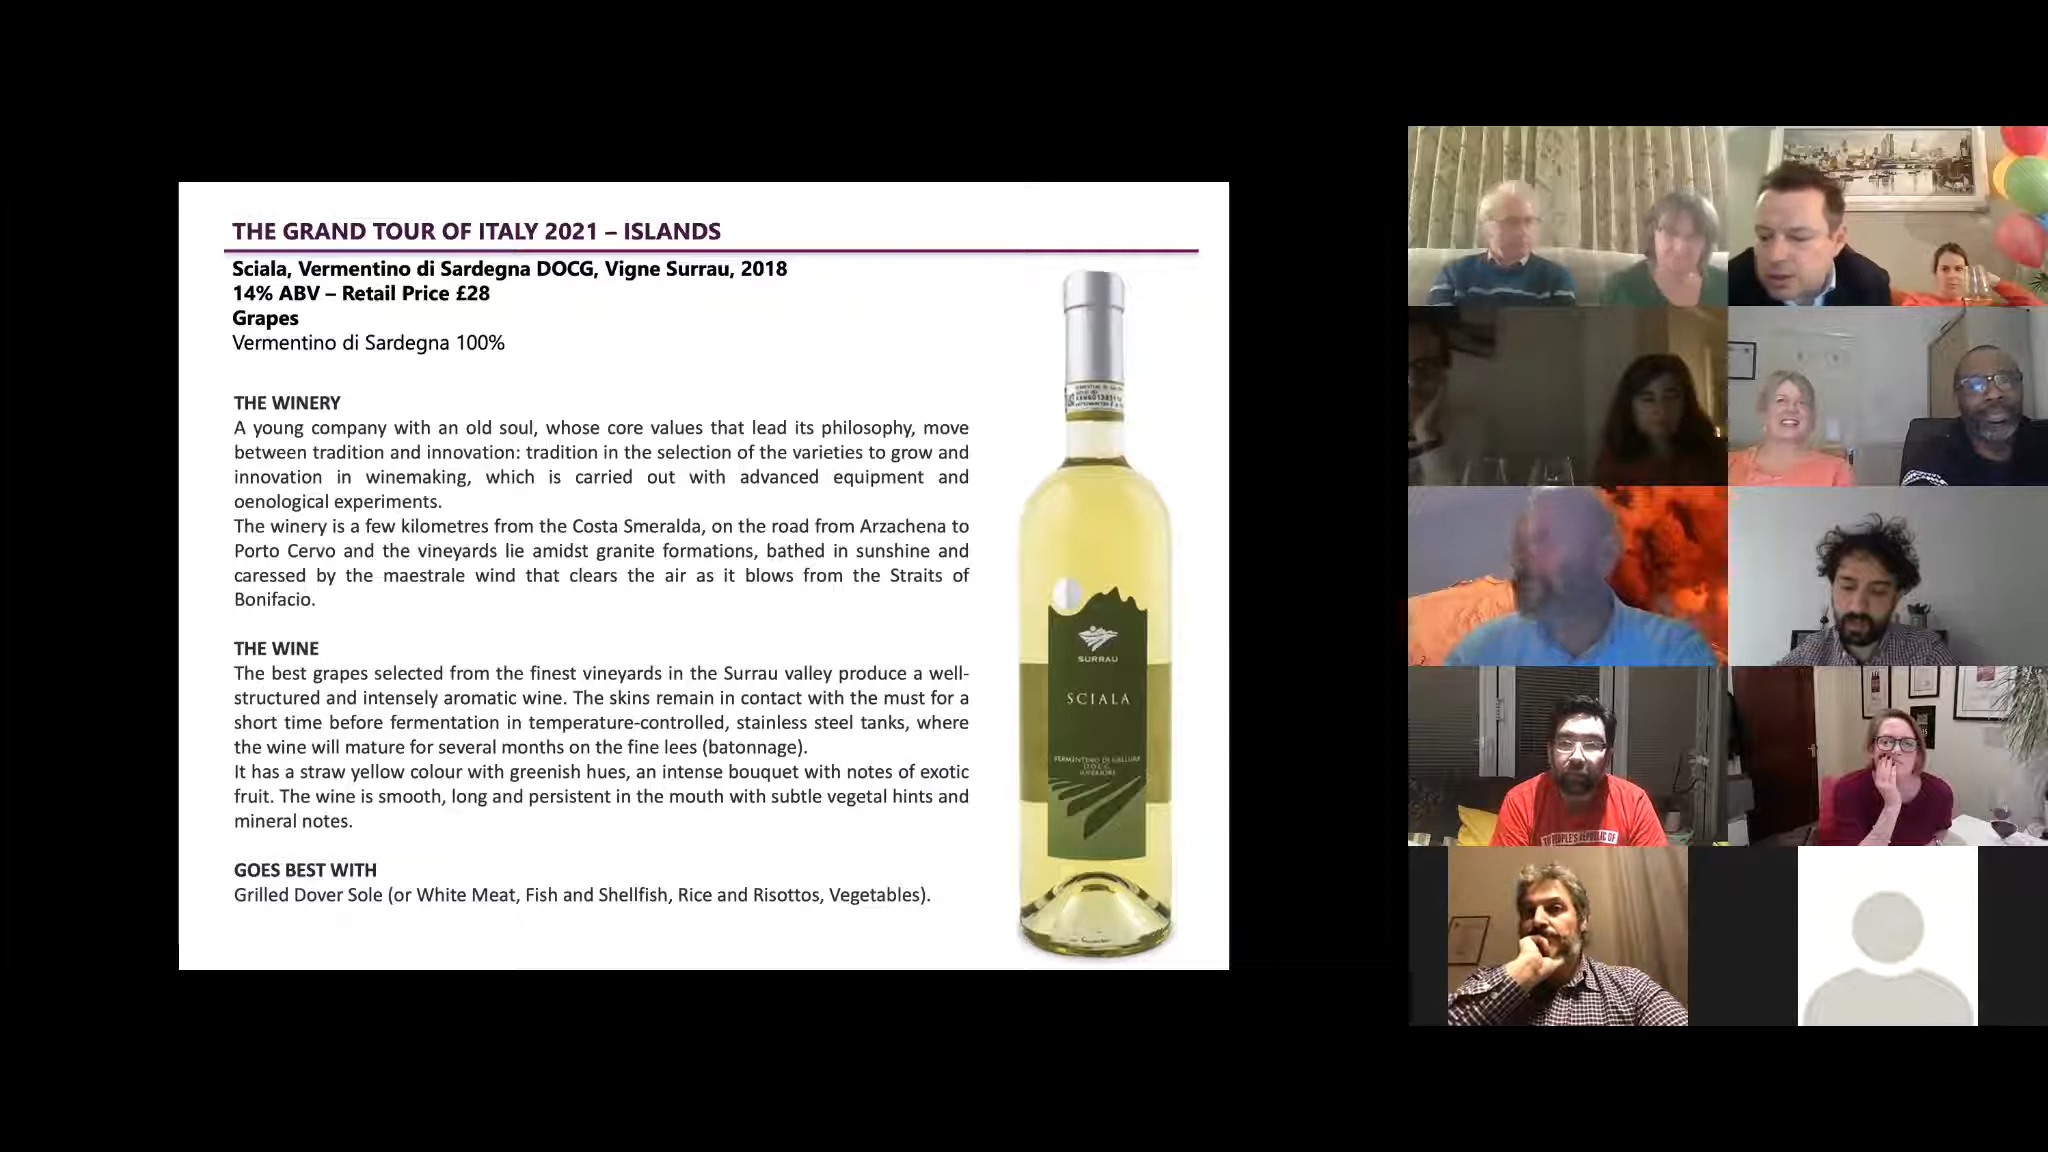 THE GRAND TOUR OF ITALY 2021 – ISLANDS
Sciala, Vermentino di Sardegna DOCG, Vigne Surrau, 2018
14% ABV – Retail Price £28
Grapes
Vermentino di Sardegna 100%
THE WINERY
A young company with an old soul, whose core values that lead its philosophy, move
between tradition and innovation: tradition in the selection of the varieties to grow and
innovation in winemaking, which is carried out with advanced equipment and
oenological experiments.
The winery is a few kilometres from the Costa Smeralda, on the road from Arzachena to
Porto Cervo and the vineyards lie amidst granite formations, bathed in sunshine and
caressed by the maestrale wind that clears the air as it blows from the Straits of
Bonifacio.
THE WINE
The best grapes selected from the finest vineyards in the Surrau valley produce a well-
structured and intensely aromatic wine. The skins remain in contact with the must for a
short time before fermentation in temperature-controlled, stainless steel tanks, where
the wine will mature for several months on the fine lees (batonnage).
It has a straw yellow colour with greenish hues, an intense bouquet with notes of exotic
fruit. The wine is smooth, long and persistent in the mouth with subtle vegetal hints and
mineral notes.
GOES BEST WITH
Grilled Dover Sole (or White Meat, Fish and Shellfish, Rice and Risottos, Vegetables).
SURRAU
SCIALA
VERMENTINO DI GALLURA
D.O.C.G.
SUPERIORE
PEOPLE'S REPUBLIC OF